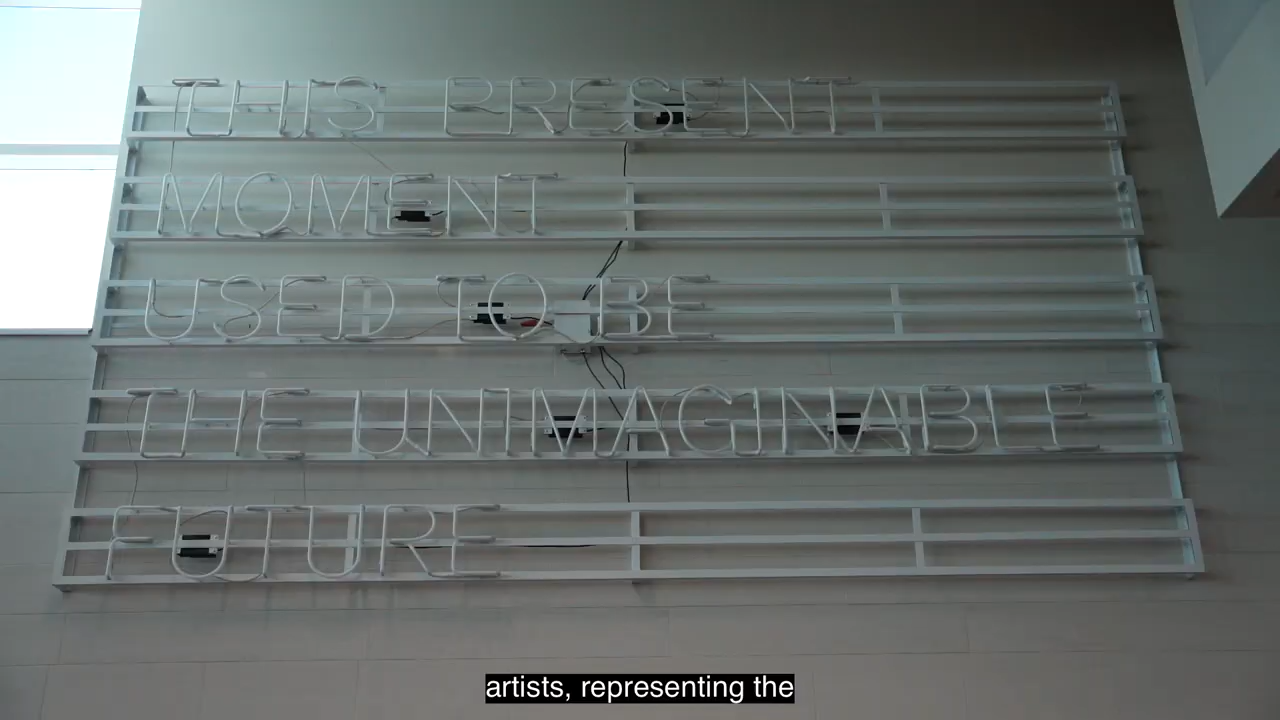 THIS PRESENT
MOMENT
USED TO BE
THE UNIMAGINABLE
FUTURE
artists, representing the